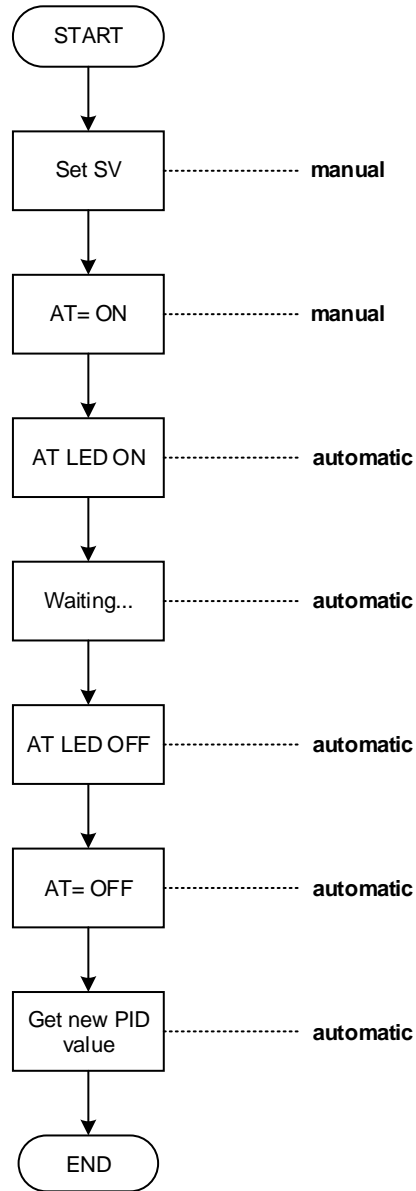 START
Set SV
manual
AT= ON
manual
AT LED ON
automatic
Waiting...
automatic
AT LED OFF
automatic
AT= OFF
automatic
Get new PID
value
automatic
END